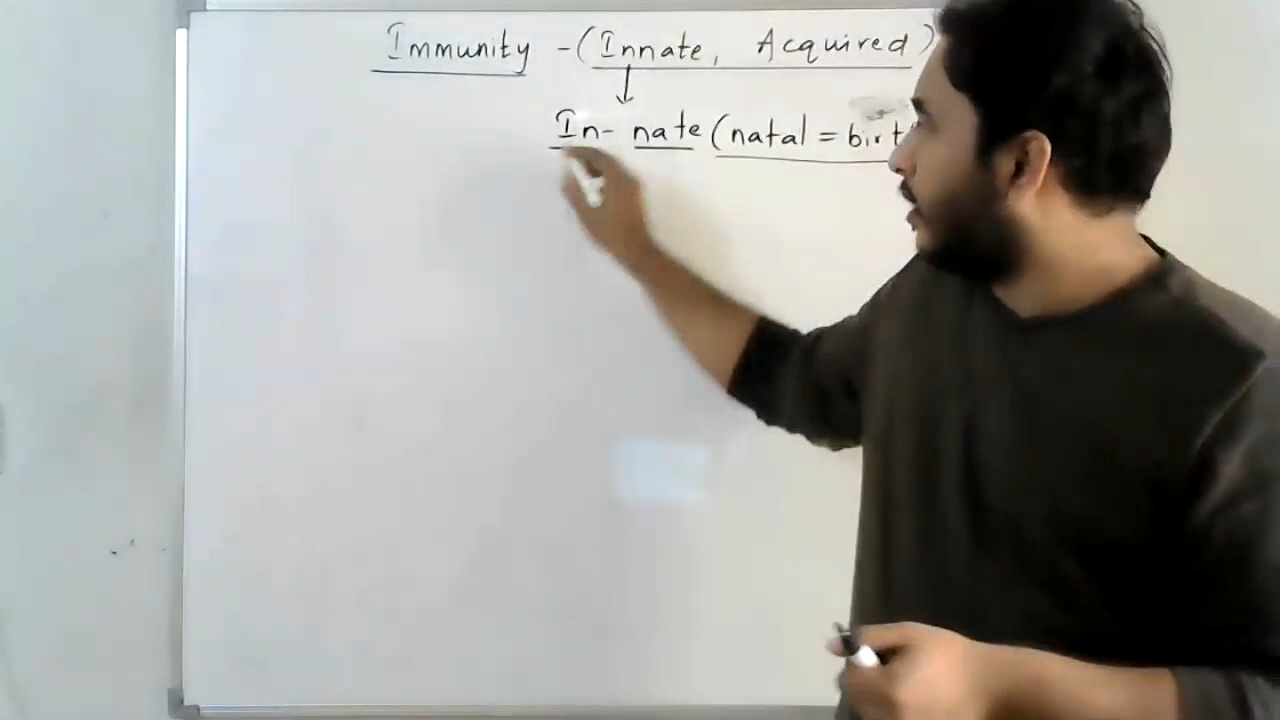 Immunity - (Innate, Acquired)
In- nate (natal = birt